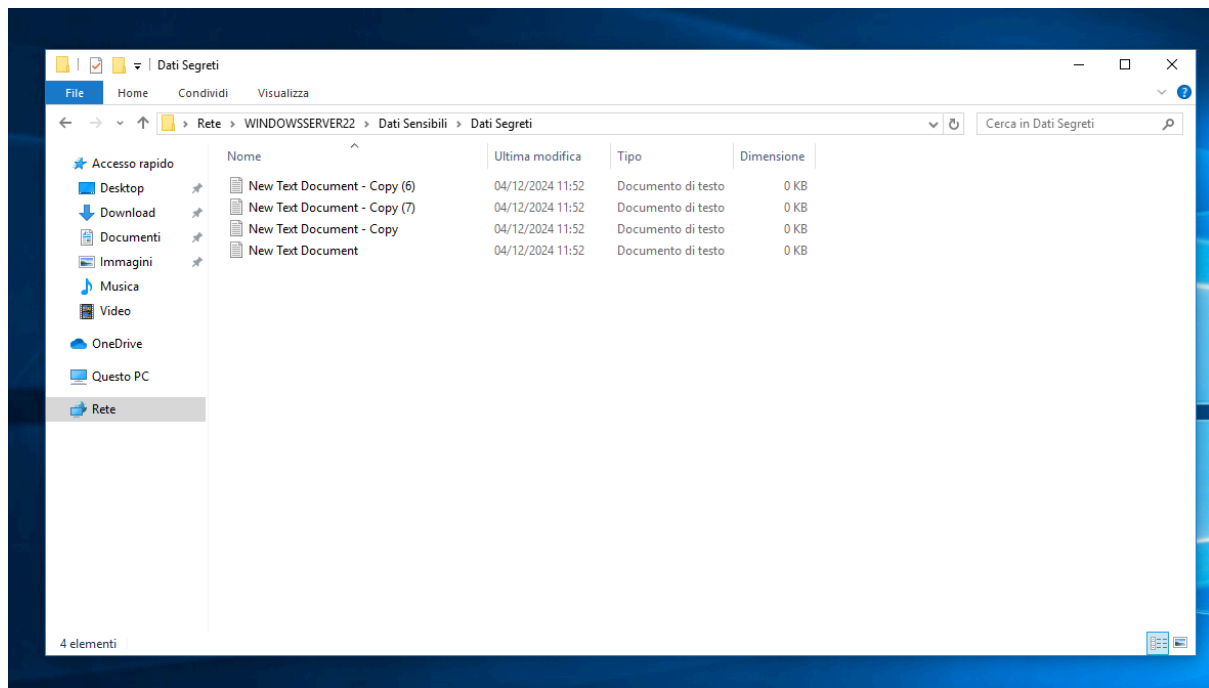 Dati Segreti
File Home Condividi Visualizza
Rete > WINDOWSSERVER22 > Dati Sensibili > Dati Segreti
Cerca in Dati Segreti
Nome Ultima modifica Tipo Dimensione
New Text Document - Copy (6) 04/12/2024 11:52 Documento di testo 0 KB
New Text Document - Copy (7) 04/12/2024 11:52 Documento di testo 0 KB
New Text Document - Copy 04/12/2024 11:52 Documento di testo 0 KB
New Text Document 04/12/2024 11:52 Documento di testo 0 KB
Accesso rapido
Desktop
Download
Documenti
Immagini
Musica
Video
OneDrive
Questo PC
Rete
4 elementi